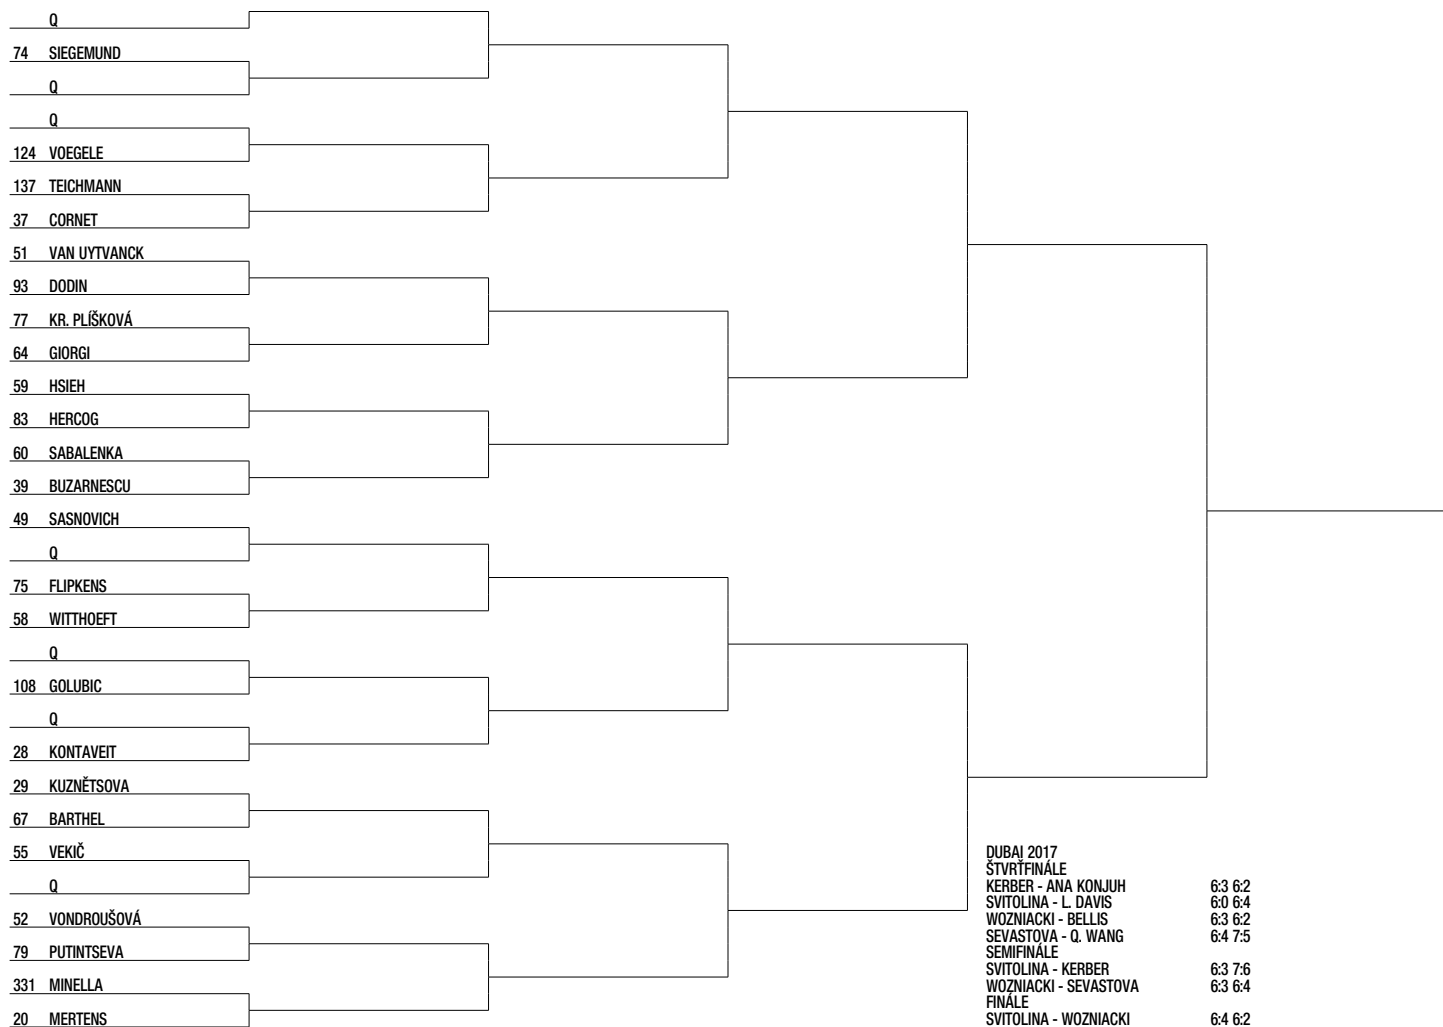 Q
74 SIEGEMUND
Q
Q
124 VOEGELE
137 TEICHMANN
37 CORNET
51 VAN UYTVANCK
93 DODIN
77 KR. PLÍŠKOVÁ
64 GIORGI
59 HSIEH
83 HERCOG
60 SABALENKA
39 BUZARNESCU
49 SASNOVICH
Q
75 FLIPKENS
58 WITTHOEFT
Q
108 GOLUBIC
Q
28 KONTAVEIT
29 KUZNĚTSOVA
67 BARTHEL
55 VEKIČ
Q
52 VONDROUŠOVÁ
79 PUTINTSEVA
331 MINELLA
20 MERTENS
DUBAI 2017
ŠTVRŤFINÁLE
KERBER - ANA KONJUH 6:3 6:2
SVITOLINA - L. DAVIS 6:0 6:4
WOZNIACKI - BELLIS 6:3 6:2
SEVASTOVA - Q. WANG 6:4 7:5
SEMIFINÁLE
SVITOLINA - KERBER 6:3 7:6
WOZNIACKI - SEVASTOVA 6:3 6:4
FINÁLE
SVITOLINA - WOZNIACKI 6:4 6:2